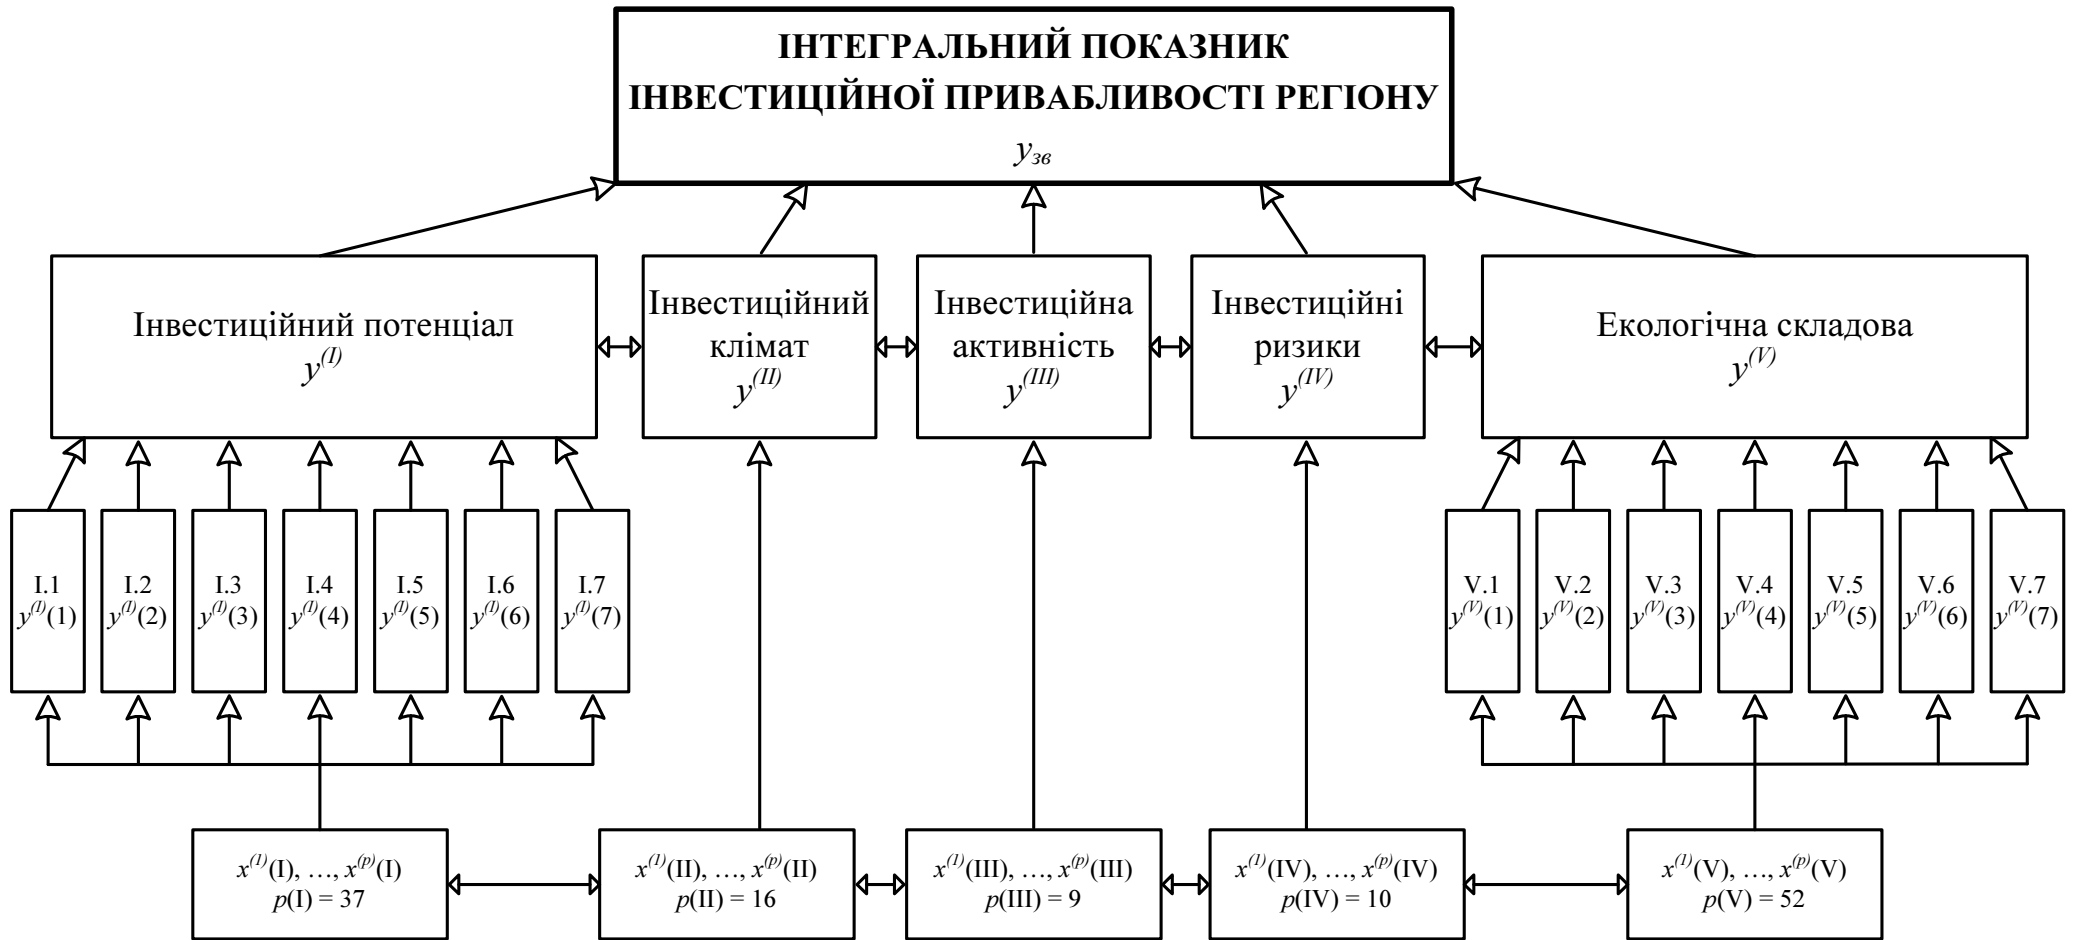 ІНТЕГРАЛЬНИЙ ПОКАЗНИК
ІНВЕСТИЦІЙНОЇ ПРИВАБЛИВОСТІ РЕГІОНУ
y_зв
Інвестиційний потенціал
y^(I)
Інвестиційний
клімат
y^(II)
Інвестиційна
активність
y^(III)
Інвестиційні
ризики
y^(IV)
Екологічна складова
y^(V)
I.1
y^(I)(1)
I.2
y^(I)(2)
I.3
y^(I)(3)
I.4
y^(I)(4)
I.5
y^(I)(5)
I.6
y^(I)(6)
I.7
y^(I)(7)
V.1
y^(V)(1)
V.2
y^(V)(2)
V.3
y^(V)(3)
V.4
y^(V)(4)
V.5
y^(V)(5)
V.6
y^(V)(6)
V.7
y^(V)(7)
x^(1)(I), …, x^(p)(I)
p(I) = 37
x^(1)(II), …, x^(p)(II)
p(II) = 16
x^(1)(III), …, x^(p)(III)
p(III) = 9
x^(1)(IV), …, x^(p)(IV)
p(IV) = 10
x^(1)(V), …, x^(p)(V)
p(V) = 52